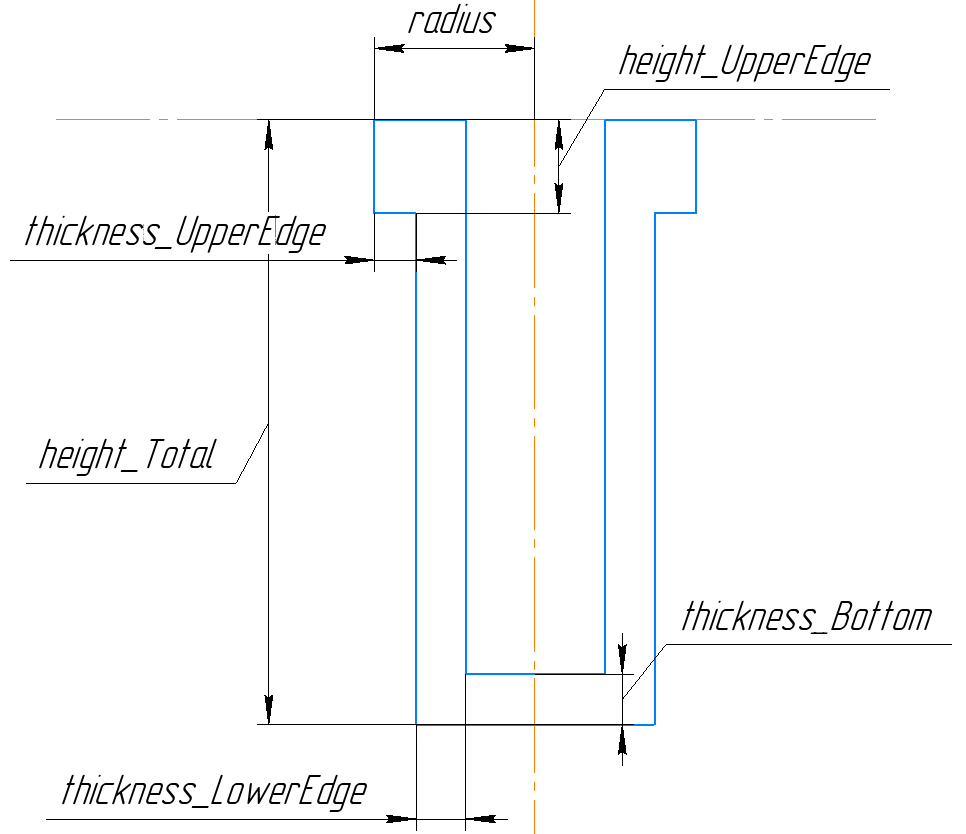 radius
height_UpperEdge
thickness_UpperEdge
height_Total
thickness_Bottom
thickness_LowerEdge